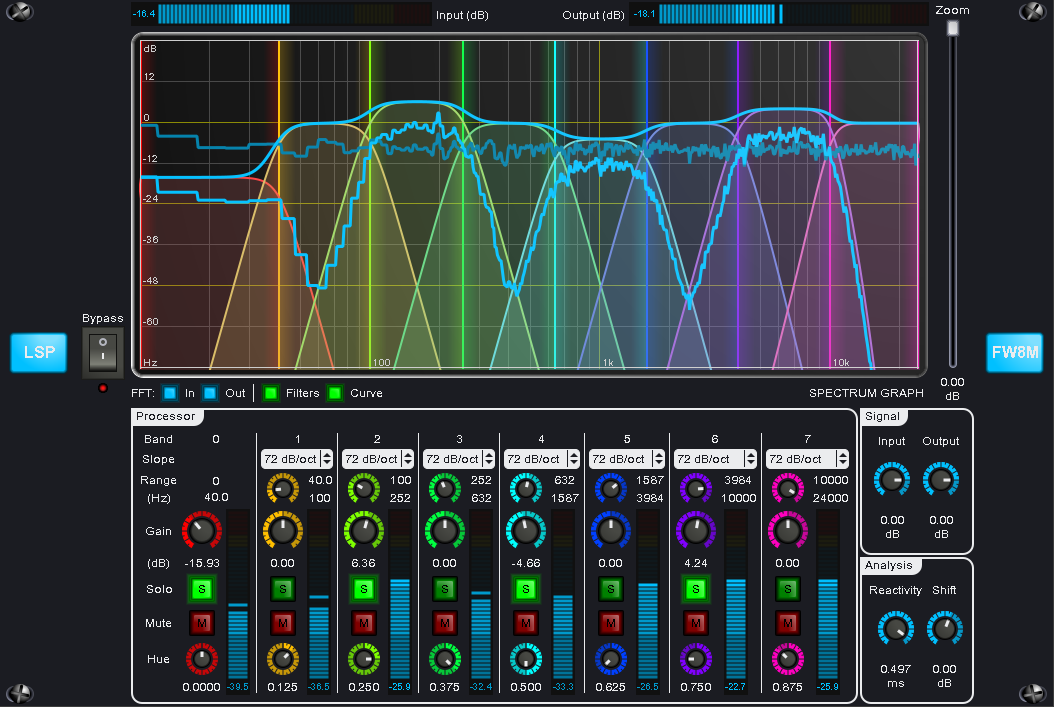 -16.4 Input (dB) Output (dB) -18.1 Zoom
dB
12
0
-12
-24
-36
-48
-60
Hz 100 1k 10k
Bypass
LSP
FW8M
0.00
dB
FFT: In Out Filters Curve SPECTRUM GRAPH
Processor
Band 0 1 2 3 4 5 6 7
Slope 72 dB/oct 72 dB/oct 72 dB/oct 72 dB/oct 72 dB/oct 72 dB/oct 72 dB/oct
Range 0 40.0 100 252 632 1587 3984 10000
(Hz) 40.0 100 252 632 1587 3984 10000 24000
Gain
(dB) -15.93 0.00 6.36 0.00 -4.66 0.00 4.24 0.00
Solo S S S S S S S S
Mute M M M M M M M M
Hue
0.0000 -39.5 0.125 -36.5 0.250 -25.9 0.375 -32.4 0.500 -33.3 0.625 -26.5 0.750 -22.7 0.875 -25.9
Signal
Input Output
0.00 0.00
dB dB
Analysis
Reactivity Shift
0.497 0.00
ms dB